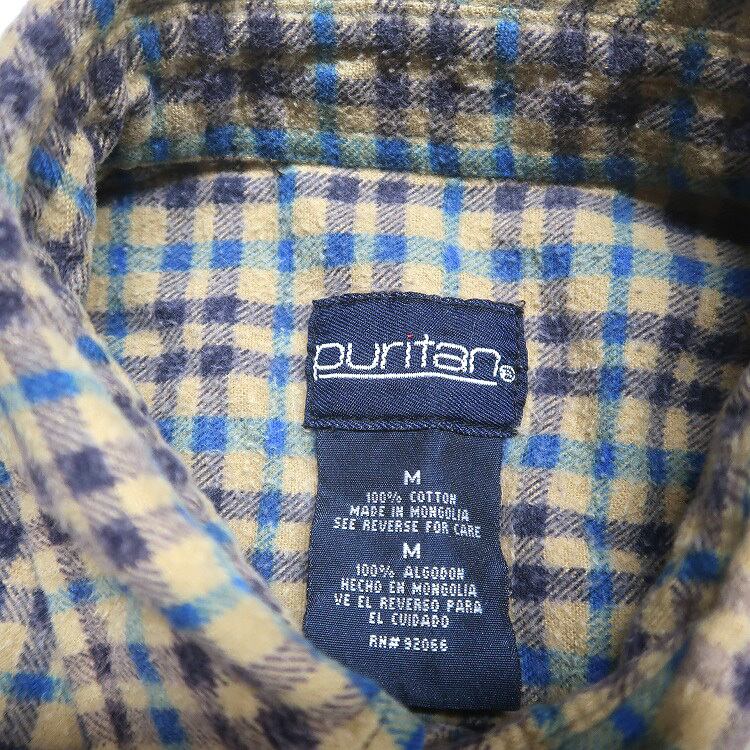 puritan®
M
100% COTTON
MADE IN MONGOLIA
SEE REVERSE FOR CARE
M
100% ALGODON
HECHO EN MONGOLIA
VE EL REVERSO PARA
EL CUIDADO
RN# 92066